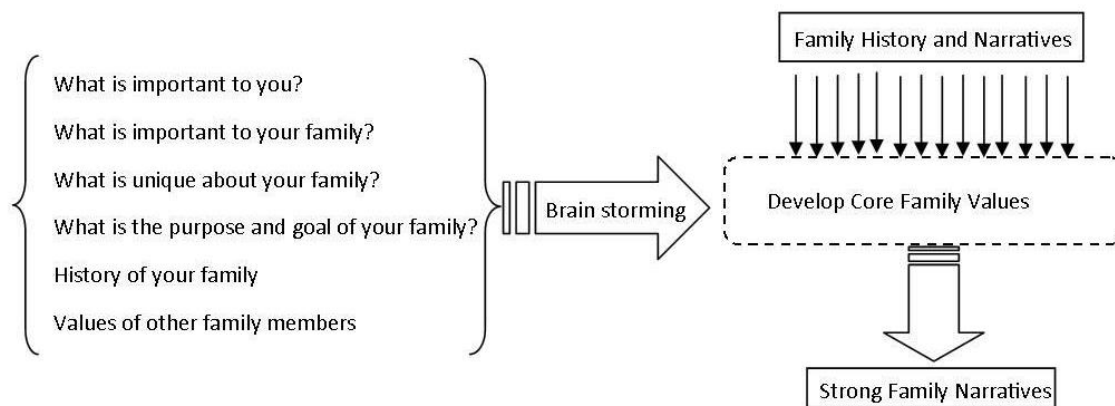 What is important to you?
What is important to your family?
What is unique about your family?
What is the purpose and goal of your family?
History of your family
Values of other family members
Brain storming
Family History and Narratives
Develop Core Family Values
Strong Family Narratives